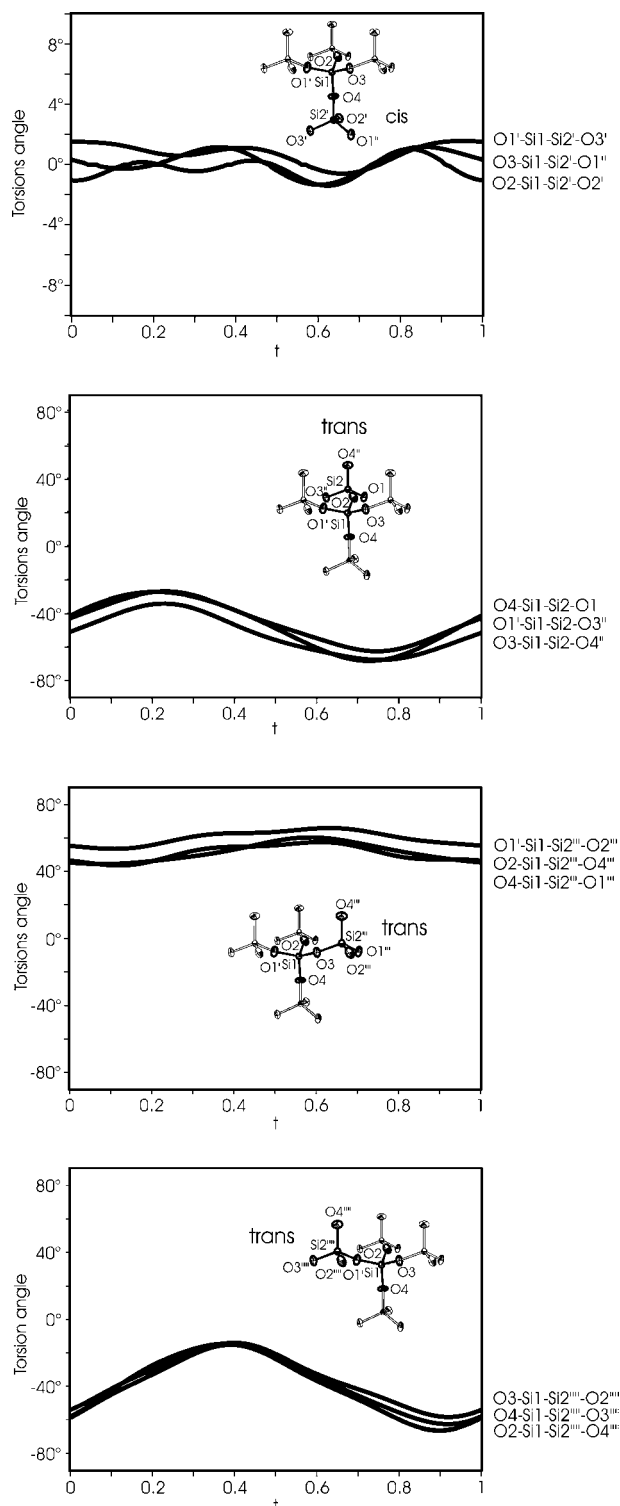 8°
4°
0°
-4°
-8°
Torsions angle
O2
O1' Si1 O3
O4
Si2' O2'
O3' O1"
cis
O1'-Si1-Si2'-O3'
O3-Si1-Si2'-O1"
O2-Si1-Si2'-O2'
0 0.2 0.4 0.6 0.8 1
t
80°
40°
0°
-40°
-80°
Torsions angle
trans
O4"
Si2 O1
O3"
O2
O1' Si1 O3
O4
O4-Si1-Si2-O1
O1'-Si1-Si2-O3"
O3-Si1-Si2-O4"
0 0.2 0.4 0.6 0.8 1
t
80°
40°
0°
-40°
-80°
Torsions angle
O4'''
trans
Si2'''
O2 O1'''
O1' Si1 O3 O2'''
O4
O1'-Si1-Si2'''-O2'''
O2-Si1-Si2'''-O4'''
O4-Si1-Si2'''-O1'''
0 0.2 0.4 0.6 0.8 1
t
80°
40°
0°
-40°
-80°
Torsion angle
O4''''
trans
Si2'''' O2
O3'''' O2'''' O1' Si1 O3
O4
O3-Si1-Si2''''-O2''''
O4-Si1-Si2''''-O3''''
O2-Si1-Si2''''-O4''''
0 0.2 0.4 0.6 0.8 1
t